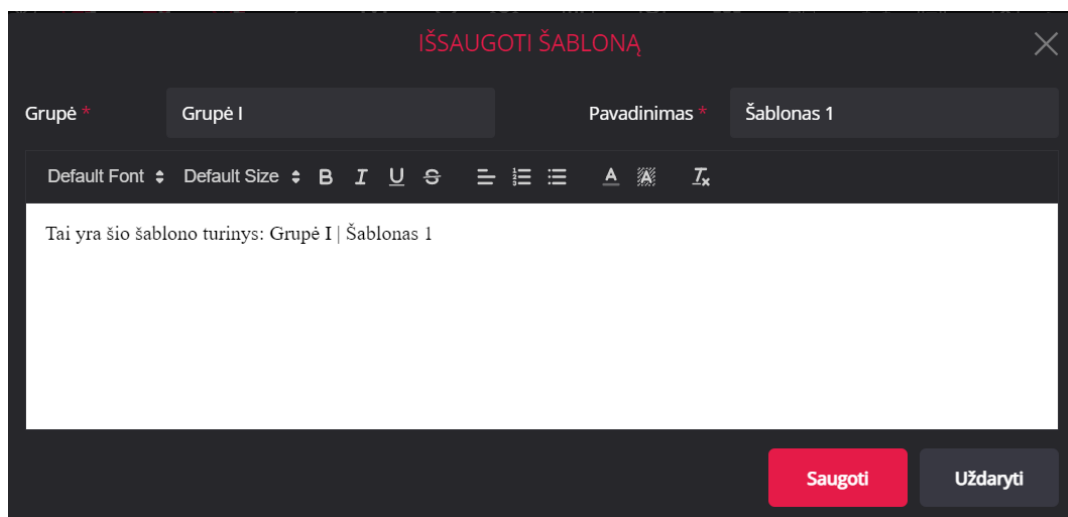 IŠSAUGOTI ŠABLONĄ
Grupė * Grupė I Pavadinimas * Šablonas 1
Default Font Default Size B I U S A A Tx
Tai yra šio šablono turinys: Grupė I | Šablonas 1
Saugoti Uždaryti